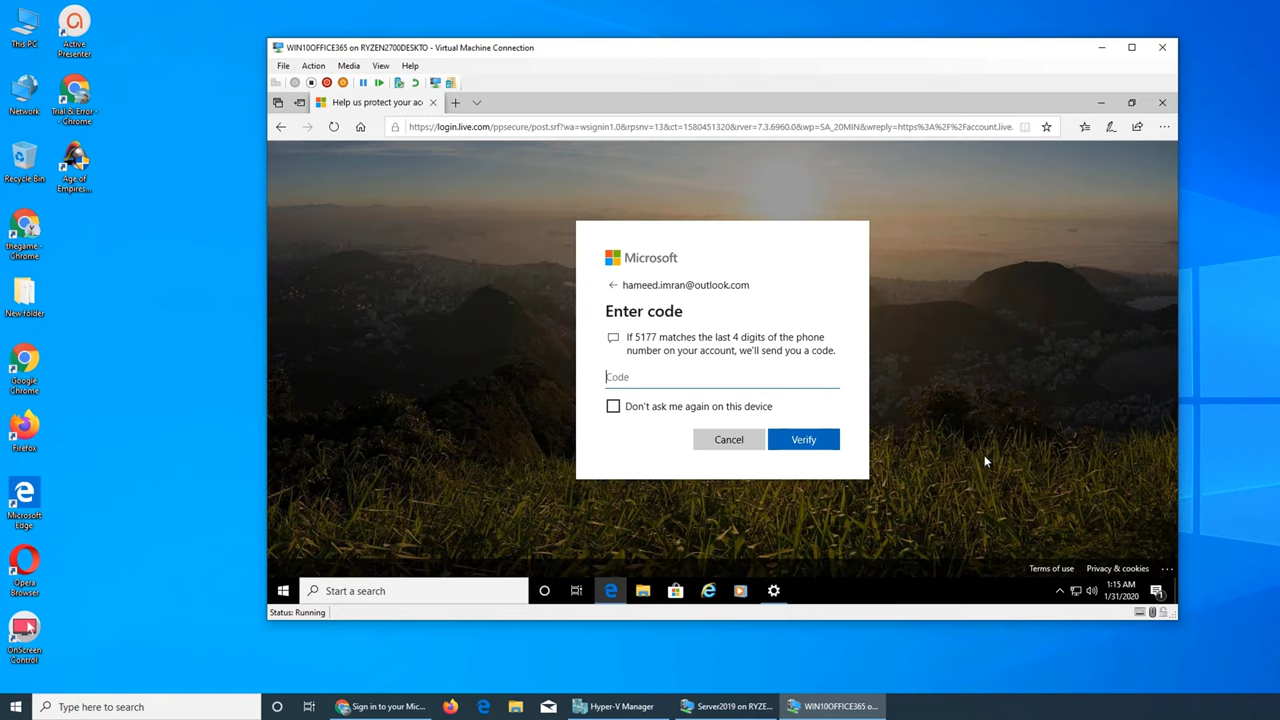 This PC
Active
Presenter
Network
Trial & Error - 
- Chrome
Recycle Bin
Age of
Empires...
thegame -
Chrome
New folder
Google
Chrome
Firefox
Microsoft
Edge
Opera
Browser
OnScreen
Control
WIN10OFFICE365 on RYZEN2700DESKTO - Virtual Machine Connection
File Action Media View Help
Help us protect your ac
https://login.live.com/ppsecure/post.srf?wa=wsignin1.0&rpsnv=13&ct=1580451320&rver=7.3.6960.0&wp=SA_20MIN&wreply=https%3A%2F%2Faccount.live.
Microsoft
hameed.imran@outlook.com
Enter code
If 5177 matches the last 4 digits of the phone
number on your account, we'll send you a code.
Code
Don't ask me again on this device
Cancel Verify
Terms of use Privacy & cookies ...
Start a search
1:15 AM
1/31/2020
1
Status: Running
Type here to search
Sign in to your Mic...
Hyper-V Manager
Server2019 on RYZE...
WIN10OFFICE365 o...